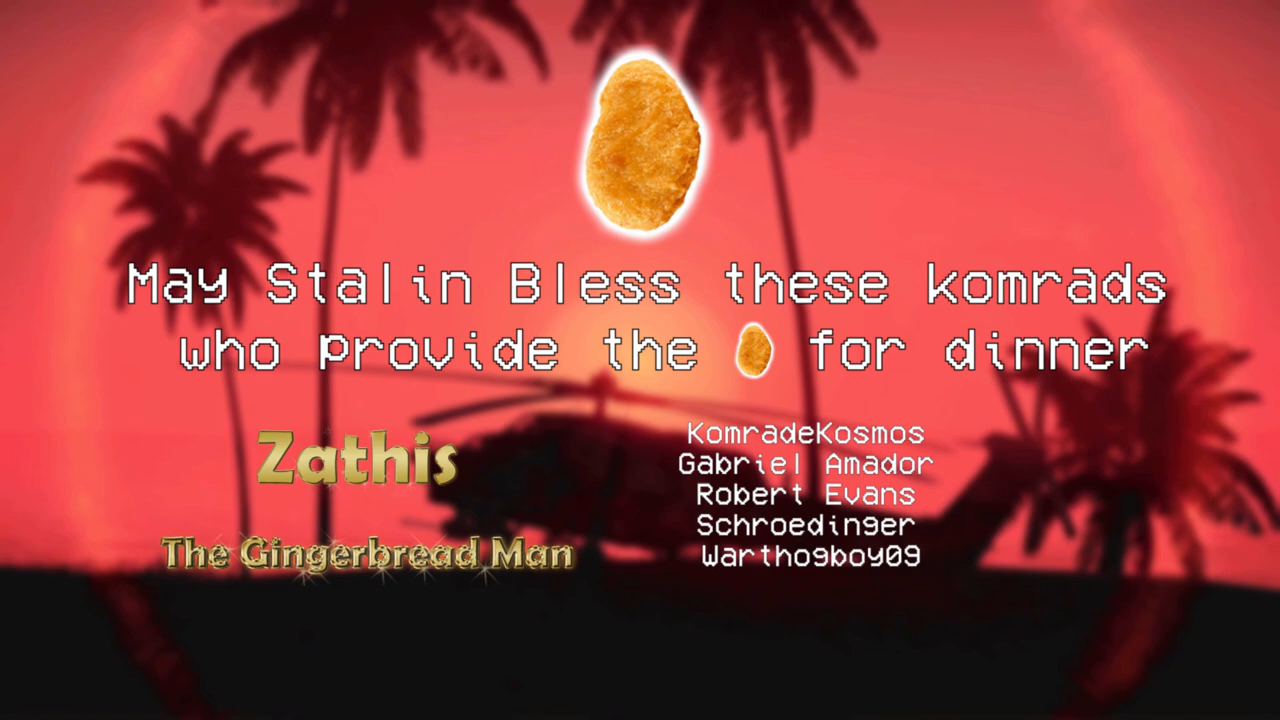 May Stalin Bless these komrads
who provide the for dinner
Zathis
The Gingerbread Man
KomradeKosmos
Gabriel Amador
Robert Evans
Schroedinger
Warthogboy09